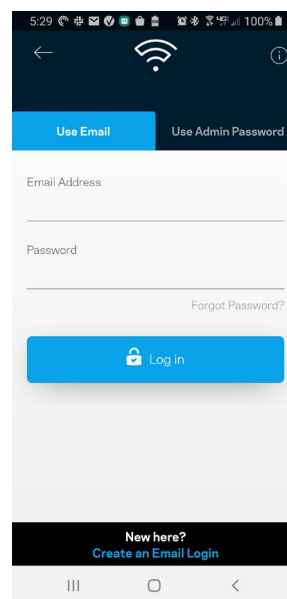 5:29 100%
Use Email Use Admin Password
Email Address
Password
Forgot Password?
Log in
New here?
Create an Email Login